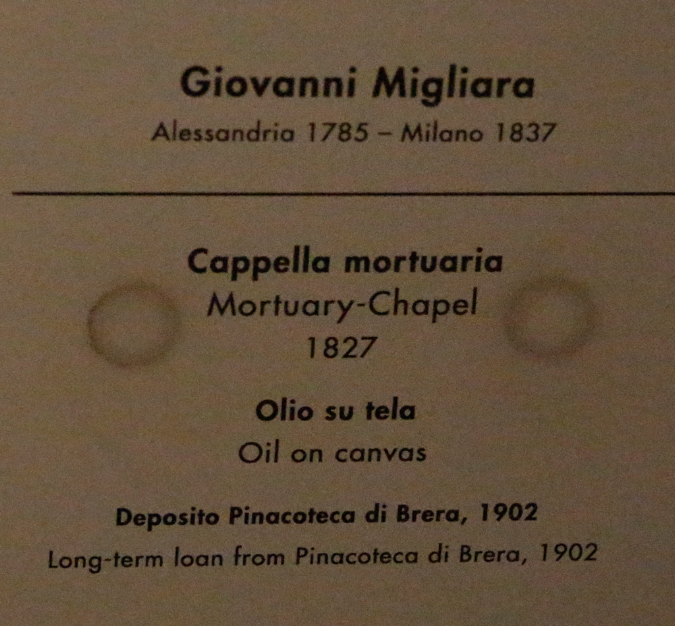 Giovanni Migliara
Alessandria 1785 – Milano 1837
Cappella mortuaria
Mortuary-Chapel
1827
Olio su tela
Oil on canvas
Deposito Pinacoteca di Brera, 1902
Long-term loan from Pinacoteca di Brera, 1902